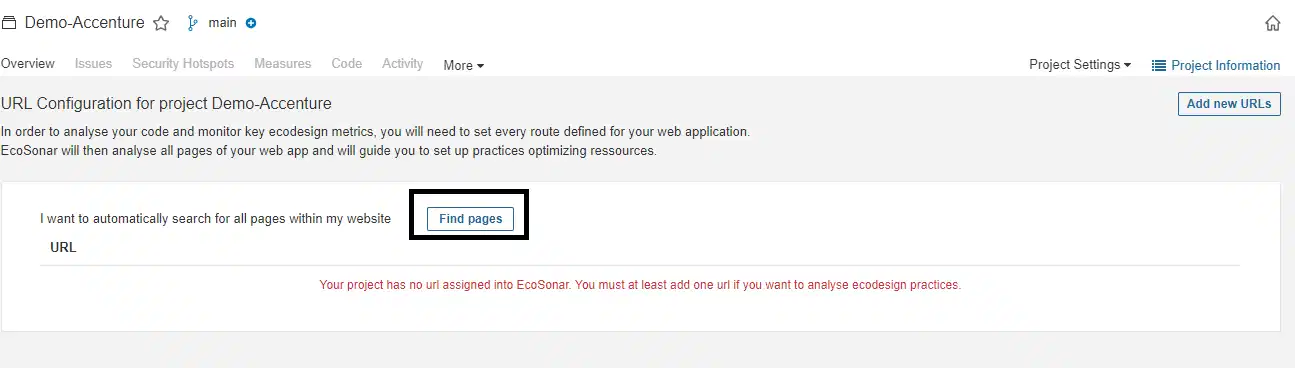 Demo-Accenture main
Overview Issues Security Hotspots Measures Code Activity More Project Settings Project Information
URL Configuration for project Demo-Accenture Add new URLs
In order to analyse your code and monitor key ecodesign metrics, you will need to set every route defined for your web application.
EcoSonar will then analyse all pages of your web app and will guide you to set up practices optimizing ressources.
I want to automatically search for all pages within my website Find pages
URL
Your project has no url assigned into EcoSonar. You must at least add one url if you want to analyse ecodesign practices.